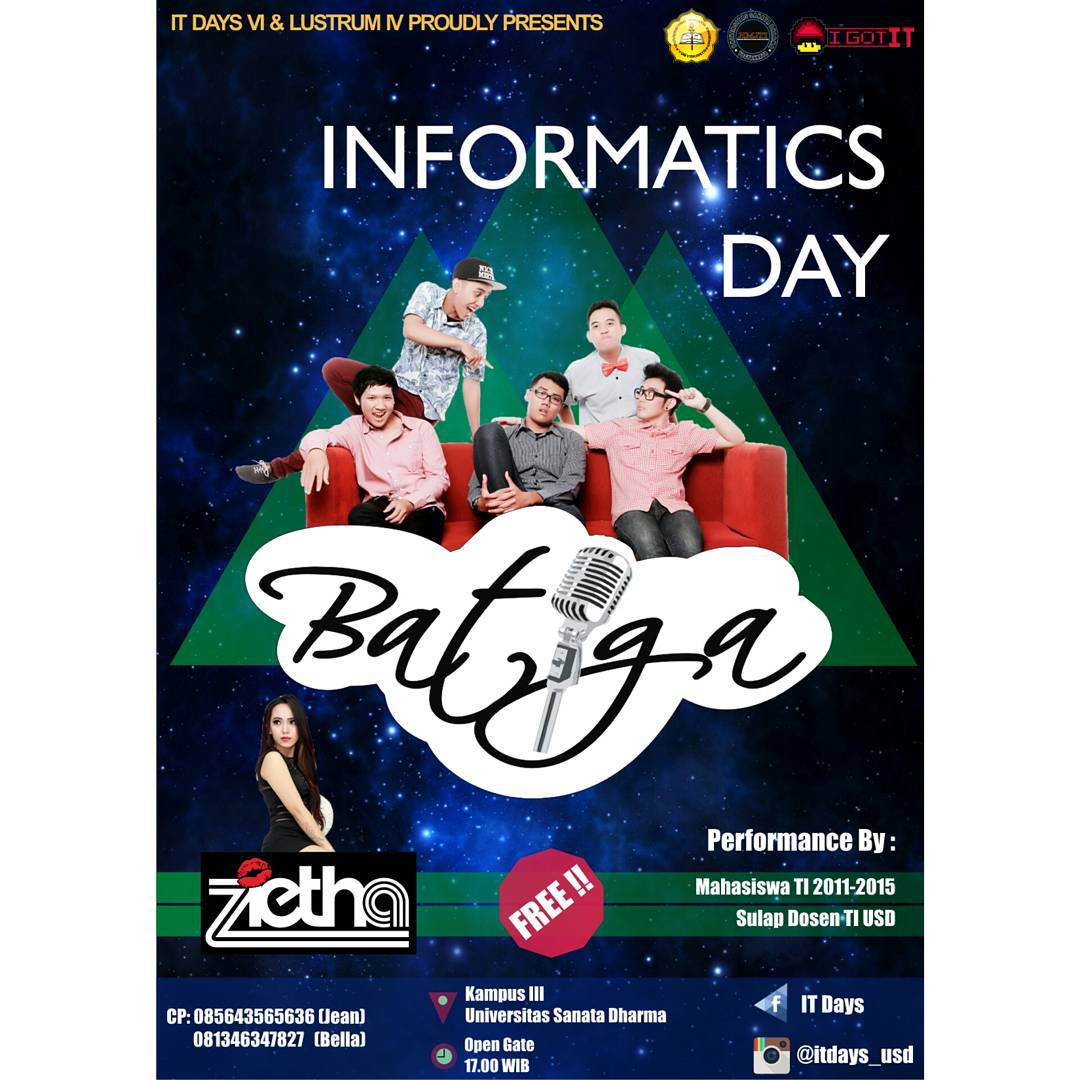 IT DAYS VI & LUSTRUM IV PROUDLY PRESENTS
I GOT IT
INFORMATICS
DAY
Batiga
zietha
FREE !!
Performance By :
Mahasiswa TI 2011-2015
Sulap Dosen TI USD
CP: 085643565636 (Jean)
081346347827 (Bella)
Kampus III
Universitas Sanata Dharma
Open Gate
17.00 WIB
IT Days
@itdays_usd